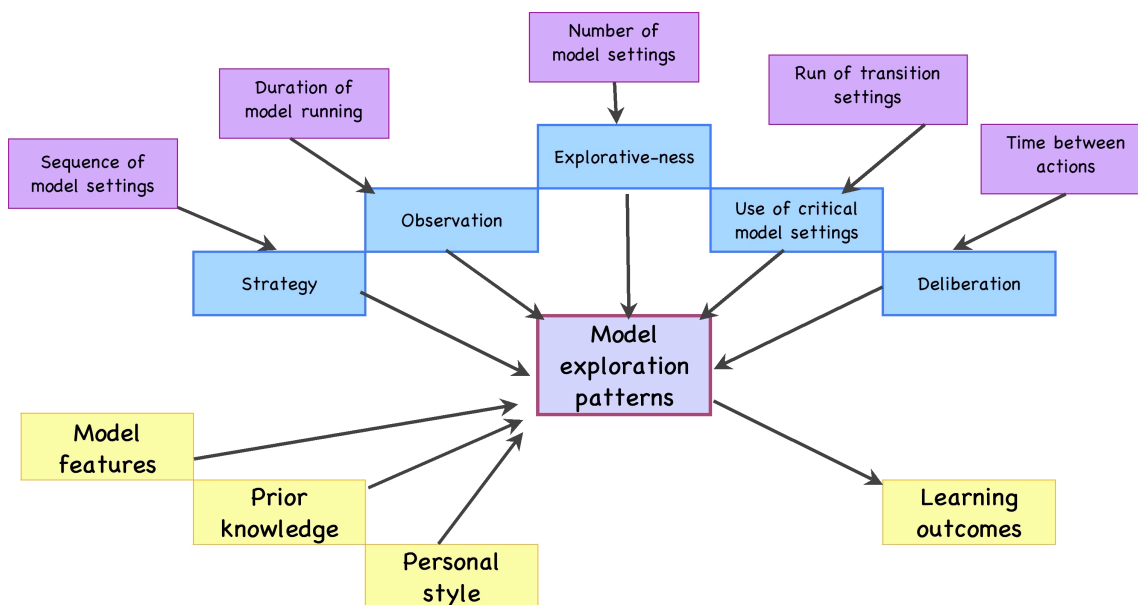 Number of
model settings
Duration of
model running
Run of transition
settings
Sequence of
model settings
Time between
actions
Explorative-ness
Observation
Use of critical
model settings
Strategy
Deliberation
Model
exploration
patterns
Model
features
Prior
knowledge
Personal
style
Learning
outcomes